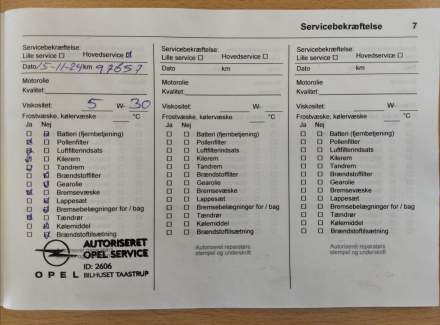 Servicebekræftelse 7
Servicebekræftelse:
Lille service ☐ Hovedservice ☑
Dato 15-11-24 km 97657
Motorolie
Kvalitet:
Viskositet: 5 W- 30
Frostvæske, kølervæske °C
Ja Nej
Batteri (fjernbetjening)
Pollenfilter
Luftfilterindsats
Kilerem
Tandrem
Brændstoffilter
Gearolie
Bremsevæske
Lappesæt
Bremsebelægninger for / bag
Tændrør
Kølemiddel
Brændstoftilsætning
AUTORISERET
OPEL SERVICE
ID: 2606
OPEL BILHUSET TAASTRUP
Servicebekræftelse:
Lille service ☐ Hovedservice ☐
Dato km
Motorolie
Kvalitet:
Viskositet: W-
Frostvæske, kølervæske °C
Ja Nej
Batteri (fjernbetjening)
Pollenfilter
Luftfilterindsats
Kilerem
Tandrem
Brændstoffilter
Gearolie
Bremsevæske
Lappesæt
Bremsebelægninger for / bag
Tændrør
Kølemiddel
Brændstoftilsætning
Autoriseret reparatørs
stempel og underskrift
Servicebekræftelse:
Lille service ☐ Hovedservice ☐
Dato km
Motorolie
Kvalitet:
Viskositet: W-
Frostvæske, kølervæske °C
Ja Nej
Batteri (fjernbetjening)
Pollenfilter
Luftfilterindsats
Kilerem
Tandrem
Brændstoffilter
Gearolie
Bremsevæske
Lappesæt
Bremsebelægninger for / bag
Tændrør
Kølemiddel
Brændstoftilsætning
Autoriseret reparatørs
stempel og underskrift